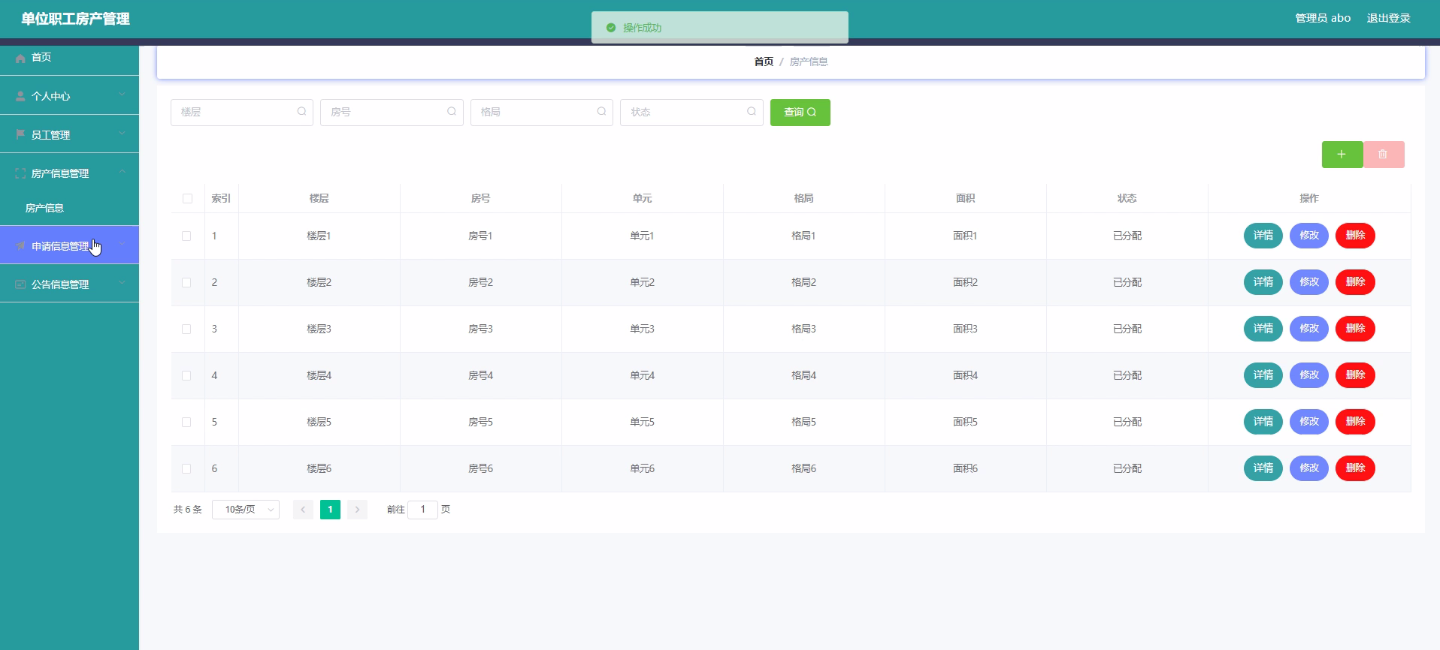 单位职工房产管理
操作成功
管理员 abo 退出登录
首页
个人中心
员工管理
房产信息管理
房产信息
申请信息管理
公告信息管理
首页 / 房产信息
楼层 房号 格局 状态 查询
索引 楼层 房号 单元 格局 面积 状态 操作
1 楼层1 房号1 单元1 格局1 面积1 已分配 详情 修改 删除
2 楼层2 房号2 单元2 格局2 面积2 已分配 详情 修改 删除
3 楼层3 房号3 单元3 格局3 面积3 已分配 详情 修改 删除
4 楼层4 房号4 单元4 格局4 面积4 已分配 详情 修改 删除
5 楼层5 房号5 单元5 格局5 面积5 已分配 详情 修改 删除
6 楼层6 房号6 单元6 格局6 面积6 已分配 详情 修改 删除
共 6 条 10条/页 1 前往 1 页